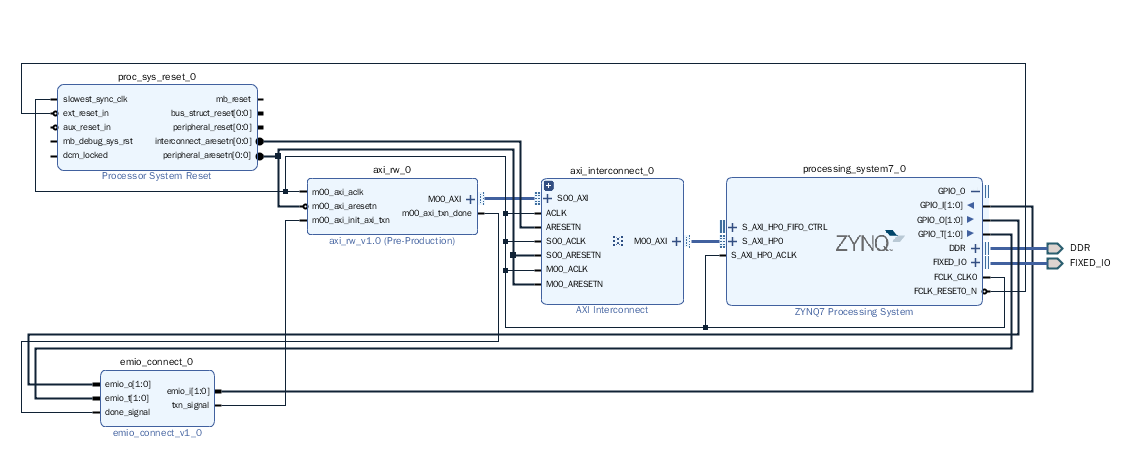 proc_sys_reset_0
slowest_sync_clk mb_reset
ext_reset_in bus_struct_reset[0:0]
aux_reset_in peripheral_reset[0:0]
mb_debug_sys_rst interconnect_aresetn[0:0]
dcm_locked peripheral_aresetn[0:0]
Processor System Reset
axi_rw_0
m00_axi_aclk M00_AXI
m00_axi_aresetn m00_axi_txn_done
m00_axi_init_axi_txn
axi_rw_v1.0 (Pre-Production)
axi_interconnect_0
S00_AXI
ACLK
ARESETN
S00_ACLK M00_AXI
S00_ARESETN
M00_ACLK
M00_ARESETN
AXI Interconnect
processing_system7_0
GPIO_0
GPIO_I[1:0]
GPIO_O[1:0]
GPIO_T[1:0]
S_AXI_HP0_FIFO_CTRL
S_AXI_HP0
S_AXI_HP0_ACLK
ZYNQ
DDR
FIXED_IO
FCLK_CLK0
FCLK_RESET0_N
ZYNQ7 Processing System
DDR
FIXED_IO
emio_connect_0
emio_o[1:0] emio_i[1:0]
emio_t[1:0] txn_signal
done_signal
emio_connect_v1_0